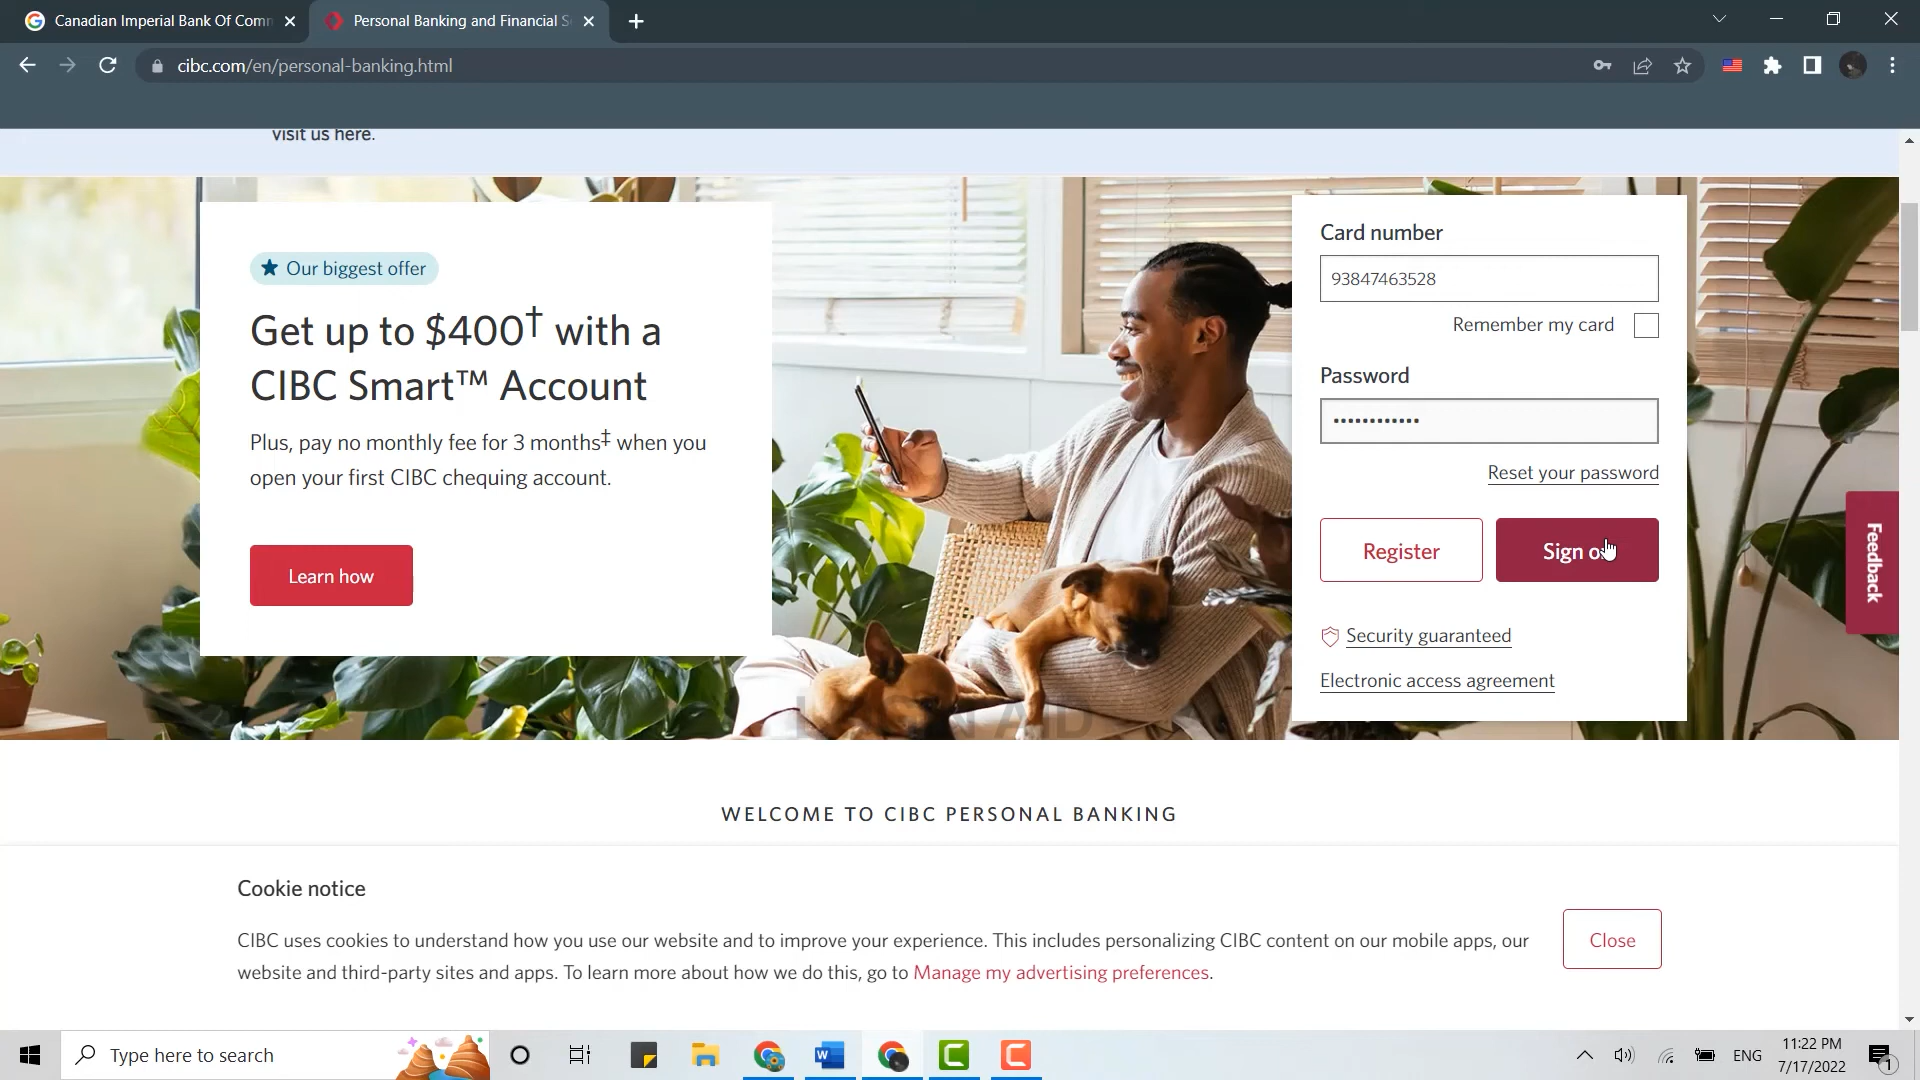 Canadian Imperial Bank Of Comm
Personal Banking and Financial S
cibc.com/en/personal-banking.html
visit us here.
Our biggest offer
Get up to $400† with a
CIBC Smart™ Account
Plus, pay no monthly fee for 3 months‡ when you
open your first CIBC chequing account.
Learn how
Card number
93847463528
Remember my card
Password
••••••••••••
Reset your password
Register
Sign o
Security guaranteed
Electronic access agreement
Feedback
WELCOME TO CIBC PERSONAL BANKING
Cookie notice
CIBC uses cookies to understand how you use our website and to improve your experience. This includes personalizing CIBC content on our mobile apps, our
website and third-party sites and apps. To learn more about how we do this, go to Manage my advertising preferences.
Close
Type here to search
ENG
11:22 PM
7/17/2022
1